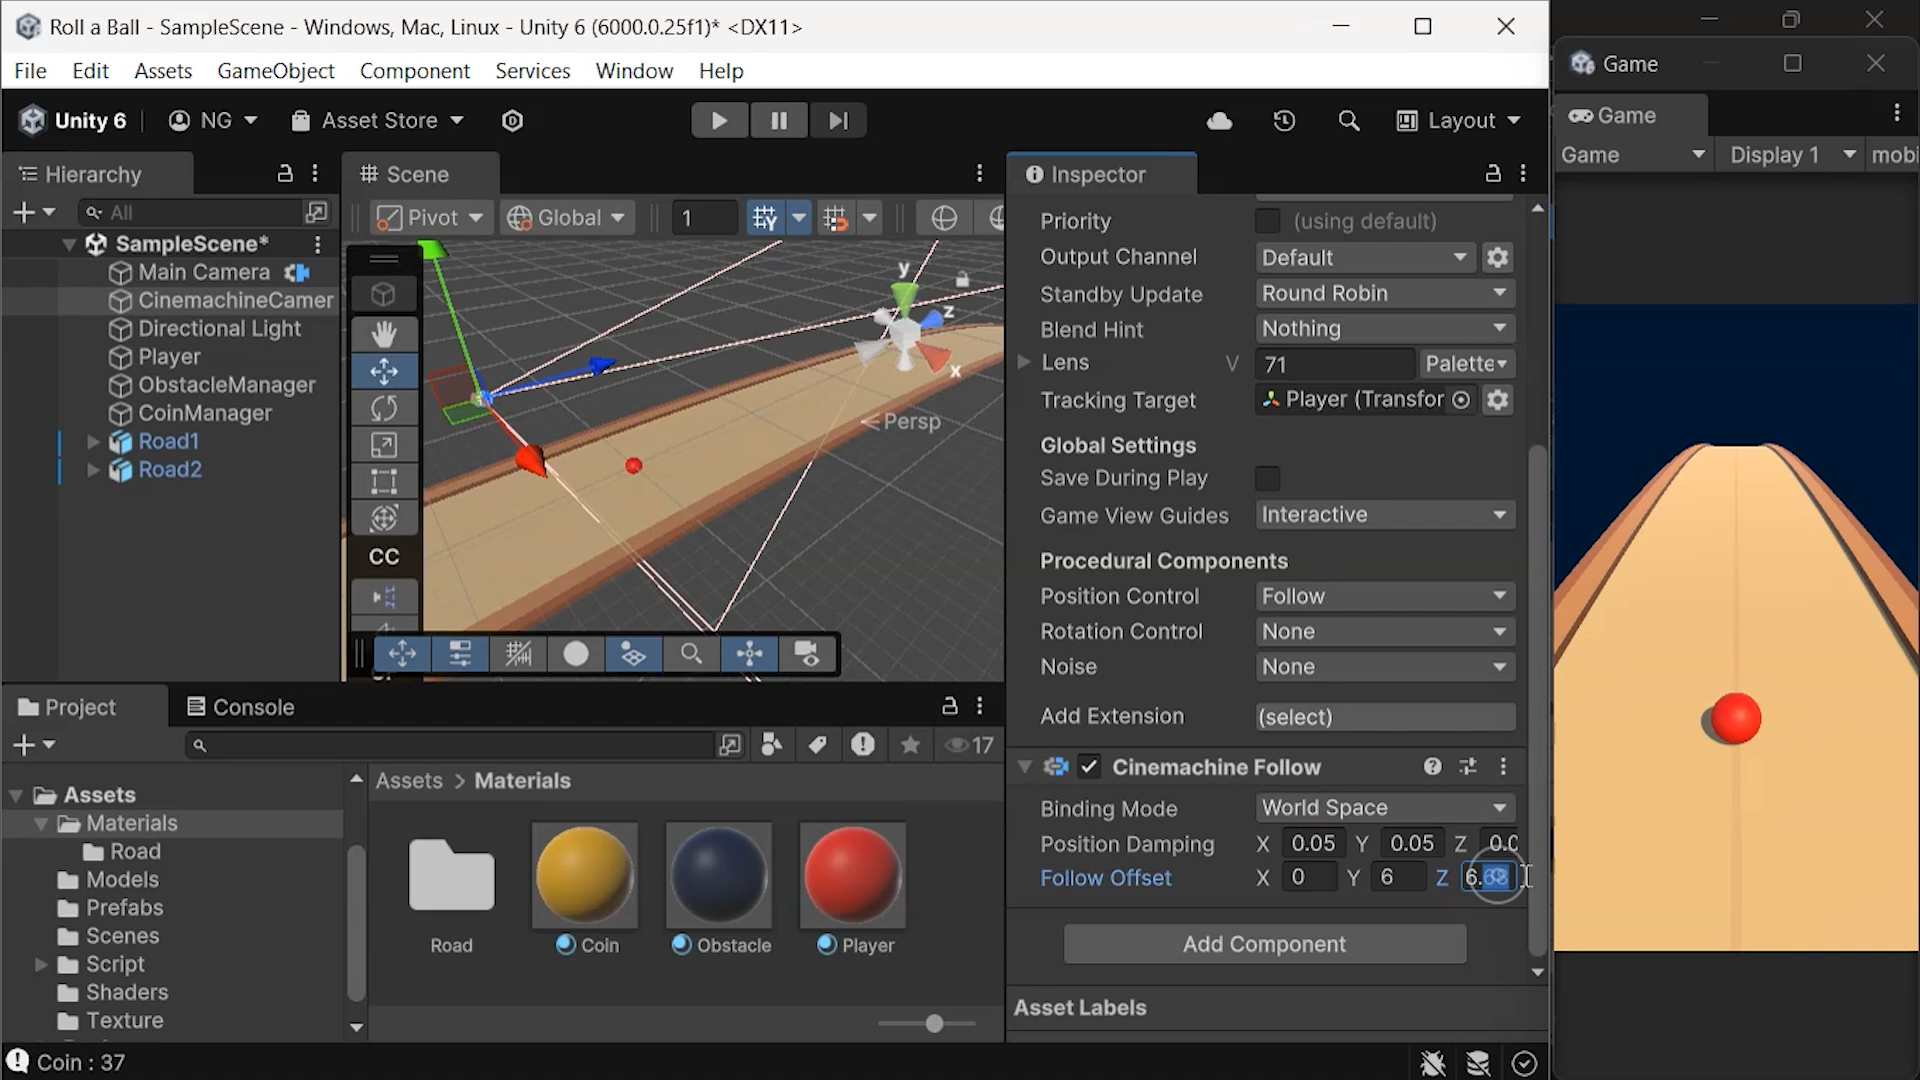 Roll a Ball - SampleScene - Windows, Mac, Linux - Unity 6 (6000.0.25f1)* <DX11>
File Edit Assets GameObject Component Services Window Help
Unity 6 NG Asset Store Layout
Hierarchy
All
SampleScene*
Main Camera
CinemachineCamer
Directional Light
Player
ObstacleManager
CoinManager
Road1
Road2
Scene
Pivot Global 1
y
z
x
Persp
CC
Inspector
Priority (using default)
Output Channel Default
Standby Update Round Robin
Blend Hint Nothing
Lens V 71 Palette
Tracking Target Player (Transfor
Global Settings
Save During Play
Game View Guides Interactive
Procedural Components
Position Control Follow
Rotation Control None
Noise None
Add Extension (select)
Cinemachine Follow
Binding Mode World Space
Position Damping X 0.05 Y 0.05 Z 0.0
Follow Offset X 0 Y 6 Z
Add Component
Asset Labels
Project Console
17
Assets
Materials
Road
Models
Prefabs
Scenes
Script
Shaders
Texture
Assets > Materials
Road Coin Obstacle Player
Coin : 37
Game
Game
Game Display 1 mobi